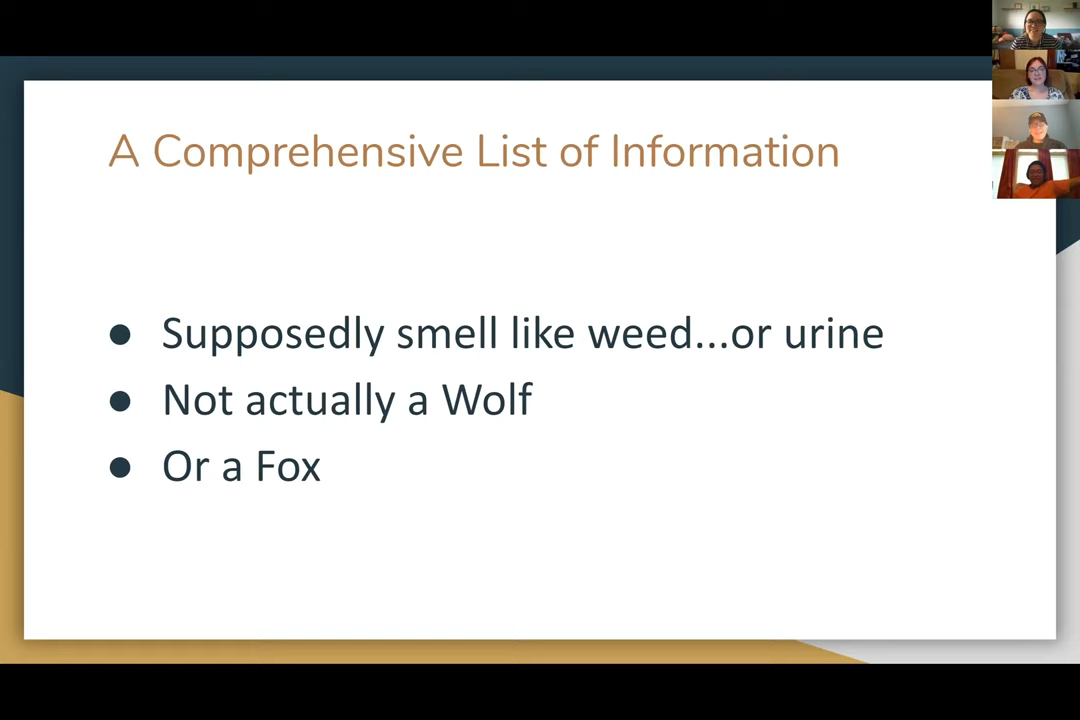 A Comprehensive List of Information
● Supposedly smell like weed...or urine
● Not actually a Wolf
● Or a Fox